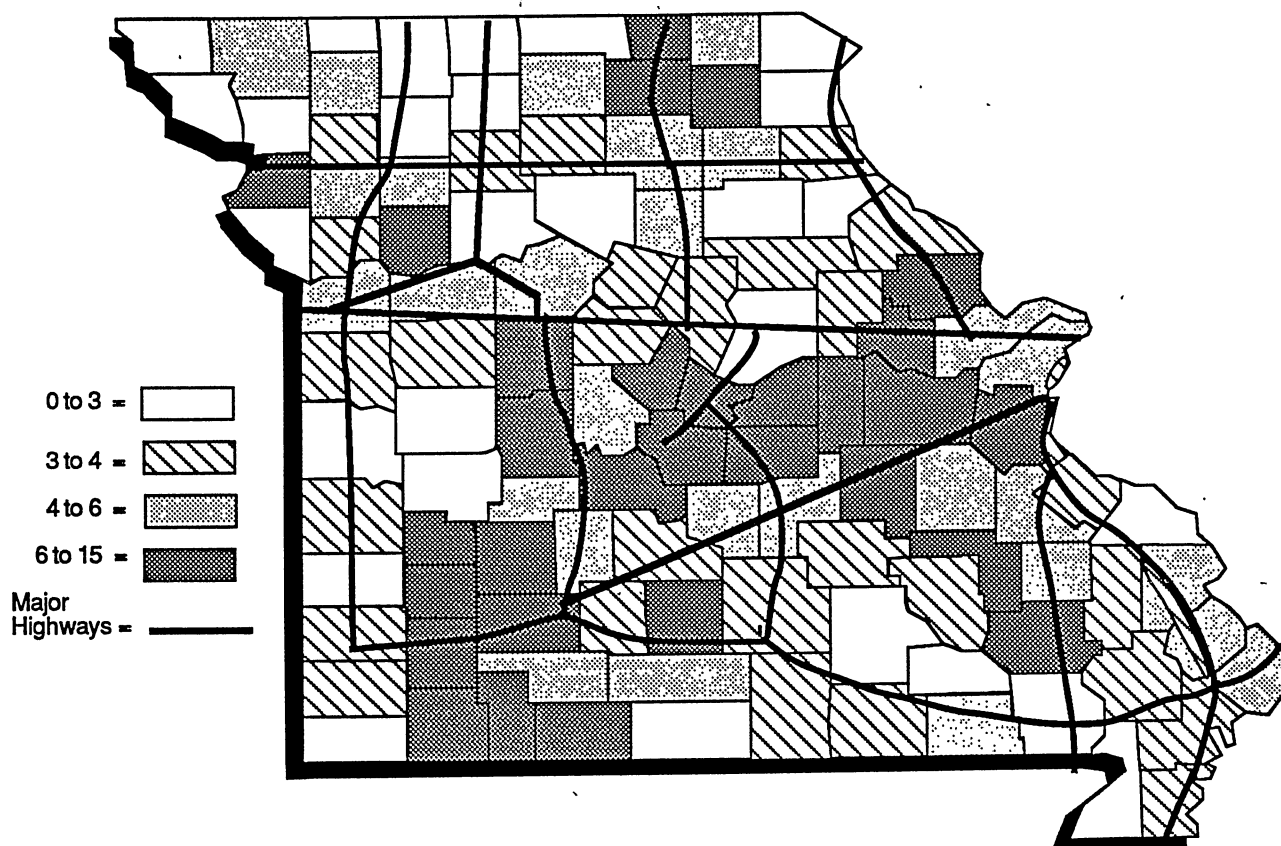 0 to 3 =
3 to 4 =
4 to 6 =
6 to 15 =
Major
Highways =